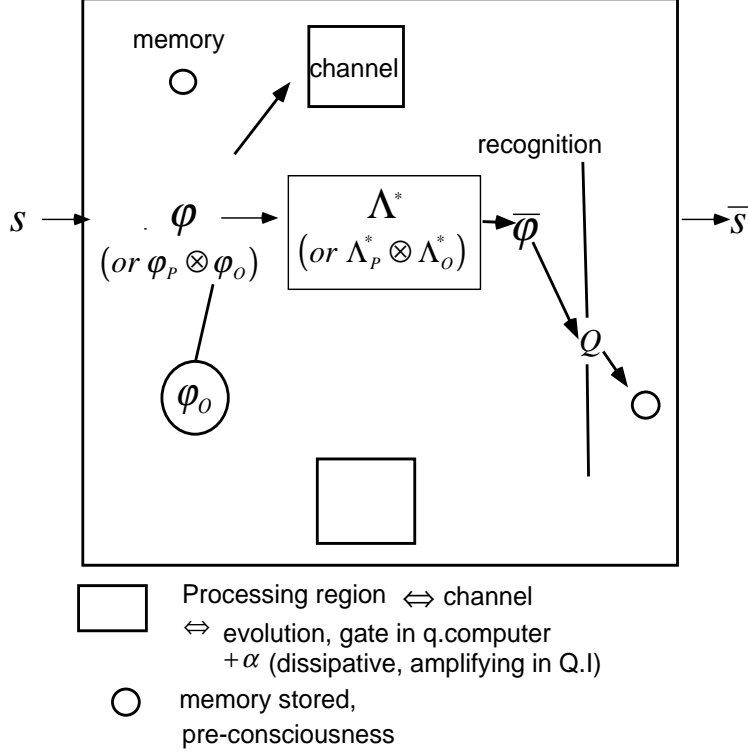 memory
channel
recognition
s
φ
(or φ_P ⊗ φ_O)
Λ*
(or Λ*_P ⊗ Λ*_O)
φ̅
s̅
Q
φ_O
Processing region ⇔ channel
⇔ evolution, gate in q.computer
+α (dissipative, amplifying in Q.I)
memory stored,
pre-consciousness